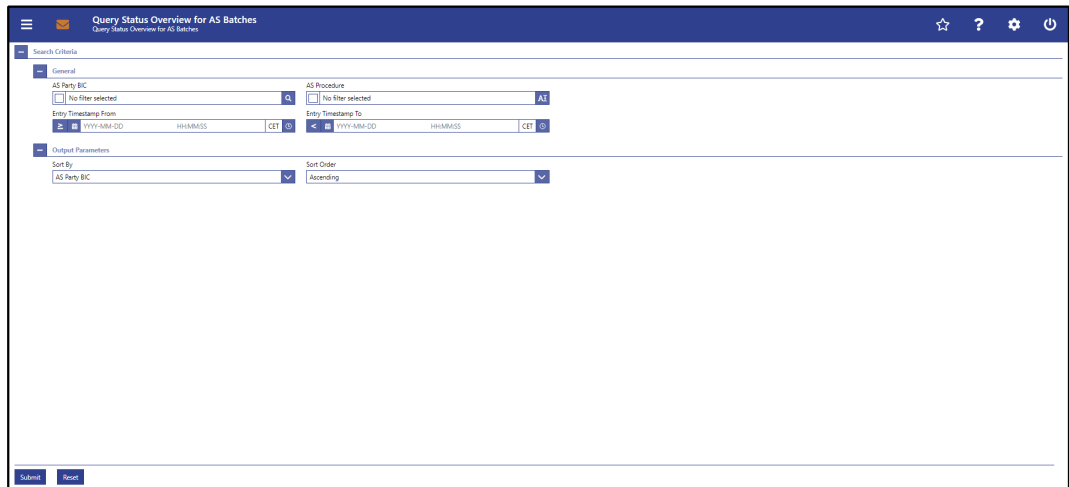 Query Status Overview for AS Batches
Query Status Overview for AS Batches
Search Criteria
General
AS Party BIC
AS Procedure
No filter selected
No filter selected
Entry Timestamp From
Entry Timestamp To
≥ YYYY-MM-DD HH:MM:SS CET
< YYYY-MM-DD HH:MM:SS CET
Output Parameters
Sort By
Sort Order
AS Party BIC
Ascending
Submit Reset